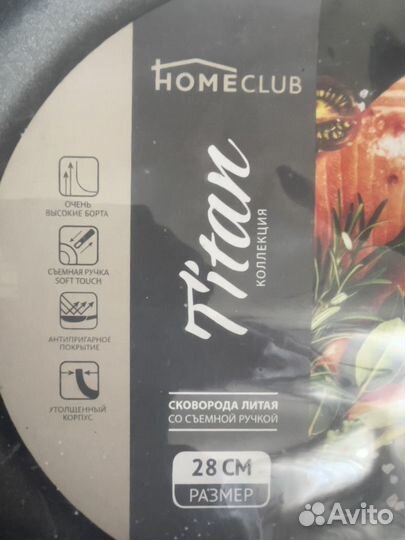 HOMECLUB
Titan
КОЛЛЕКЦИЯ
ОЧЕНЬ
ВЫСОКИЕ БОРТА
СЪЕМНАЯ РУЧКА
SOFT TOUCH
АНТИПРИГАРНОЕ
ПОКРЫТИЕ
УТОЛЩЕННЫЙ
КОРПУС
СКОВОРОДА ЛИТАЯ
СО СЪЕМНОЙ РУЧКОЙ
28 СМ
РАЗМЕР
Avito